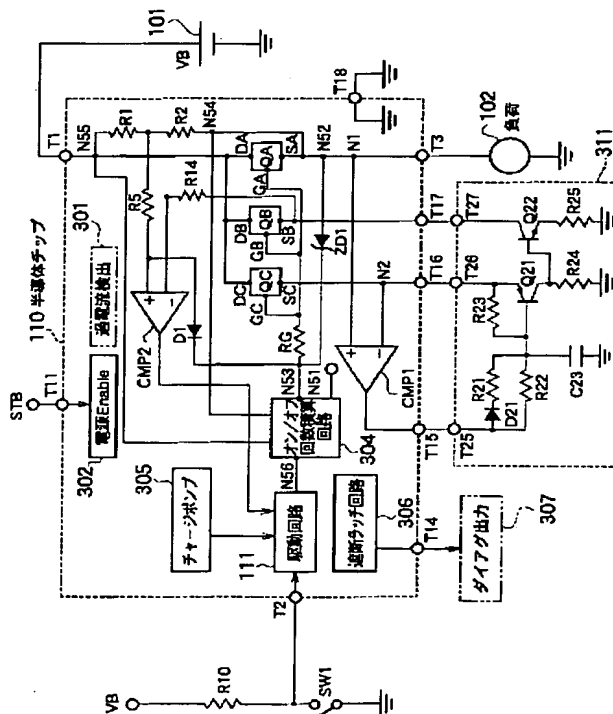 STB
T11
110 半導体チップ
301
過電流検出
302
電源Enable
305
チャージポンプ
111
駆動回路
306
遮断ラッチ回路
304
オン/オフ
回数積算
回路
307
ダイアグ出力
VB
R10
SW1
T2
T14
T15
T25
T16
T26
T17
T27
T3
T18
T1
101
VB
102
負荷
311
N55
R1
R2
N54
R5
R14
CMP2
+
−
D1
DA
GA
QA
SA
DB
GB
QB
SB
DC
GC
QC
SC
N52
N1
N2
ZD1
RG
N53
N51
N56
CMP1
+
−
R21
D21
R22
R23
C23
Q21
R24
Q22
R25